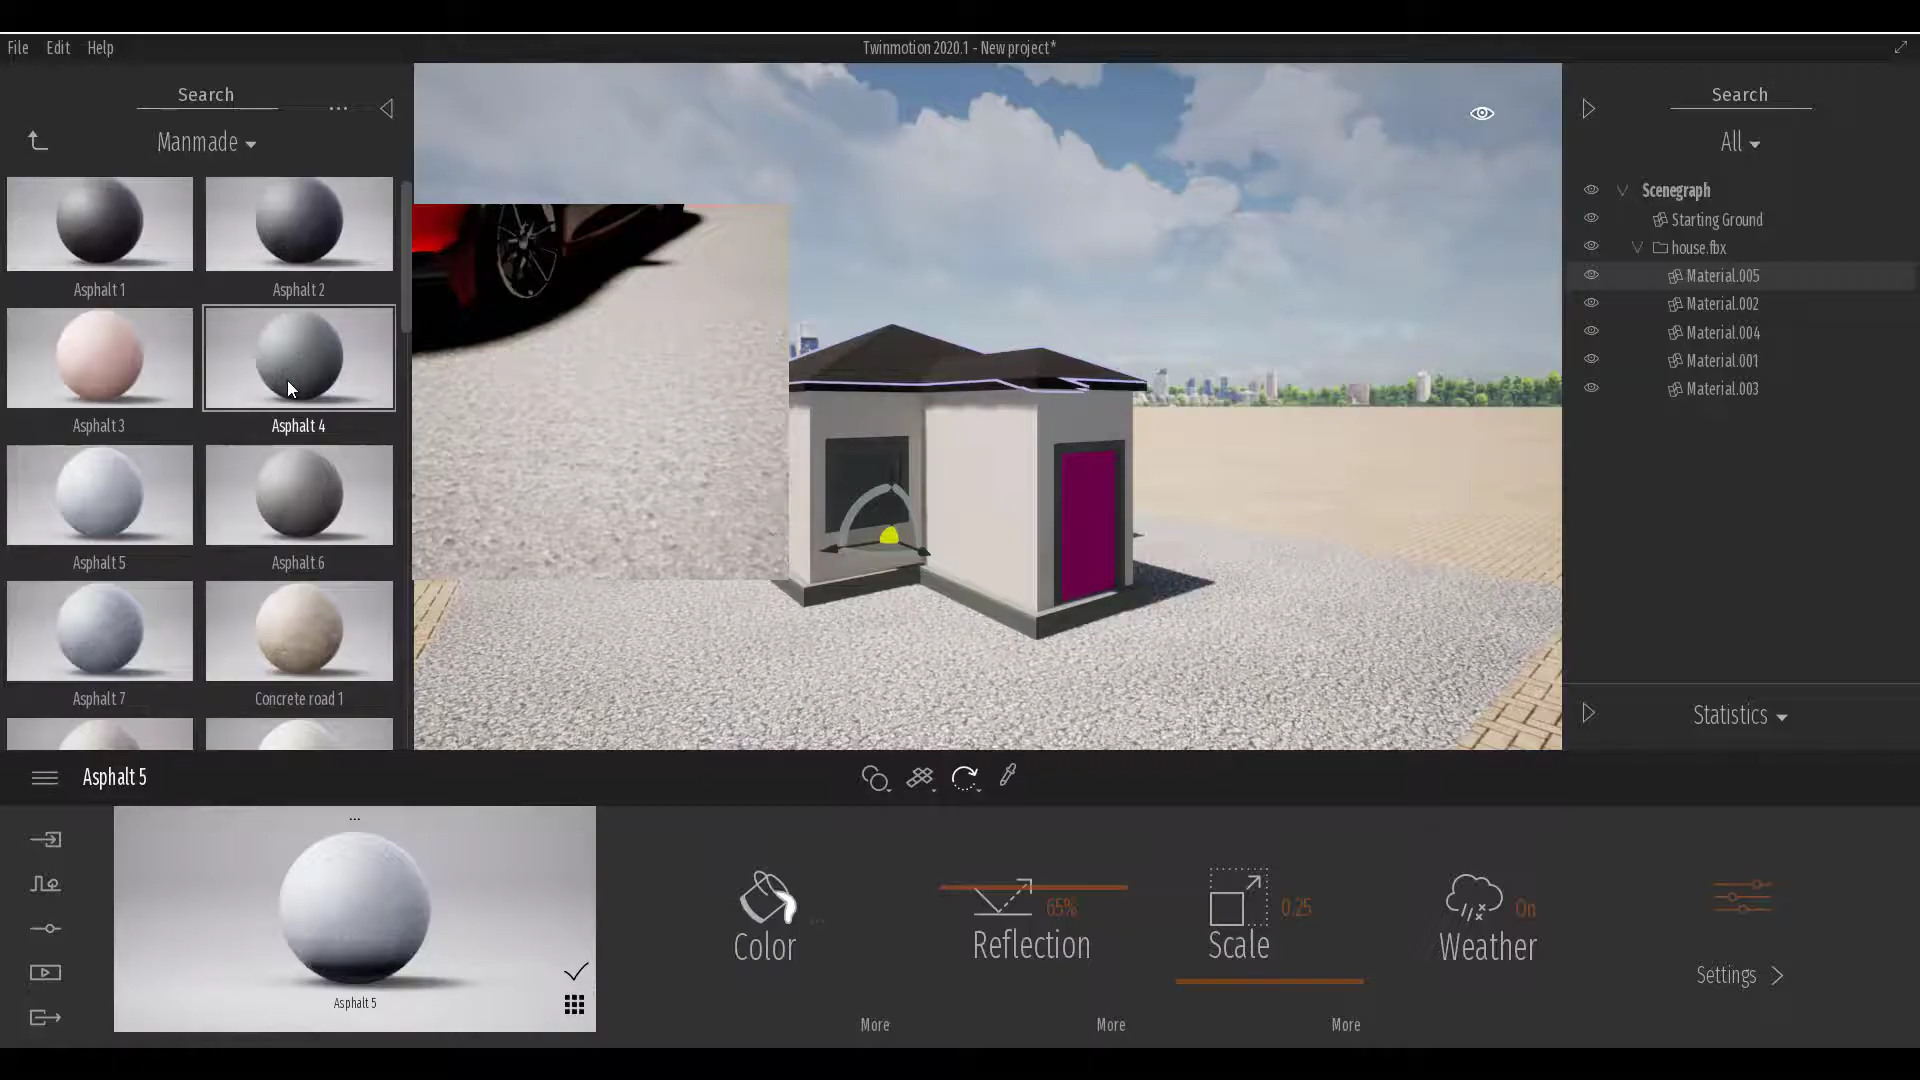 File Edit Help
Twinmotion 2020.1 - New project*
Search
...
Manmade
Asphalt 1
Asphalt 2
Asphalt 3
Asphalt 4
Asphalt 5
Asphalt 6
Asphalt 7
Concrete road 1
Search
All
Scenegraph
Starting Ground
house.fbx
Material.005
Material.002
Material.004
Material.001
Material.003
Statistics
Asphalt 5
...
Asphalt 5
Color
...
More
65%
Reflection
More
0.25
Scale
More
On
Weather
Settings